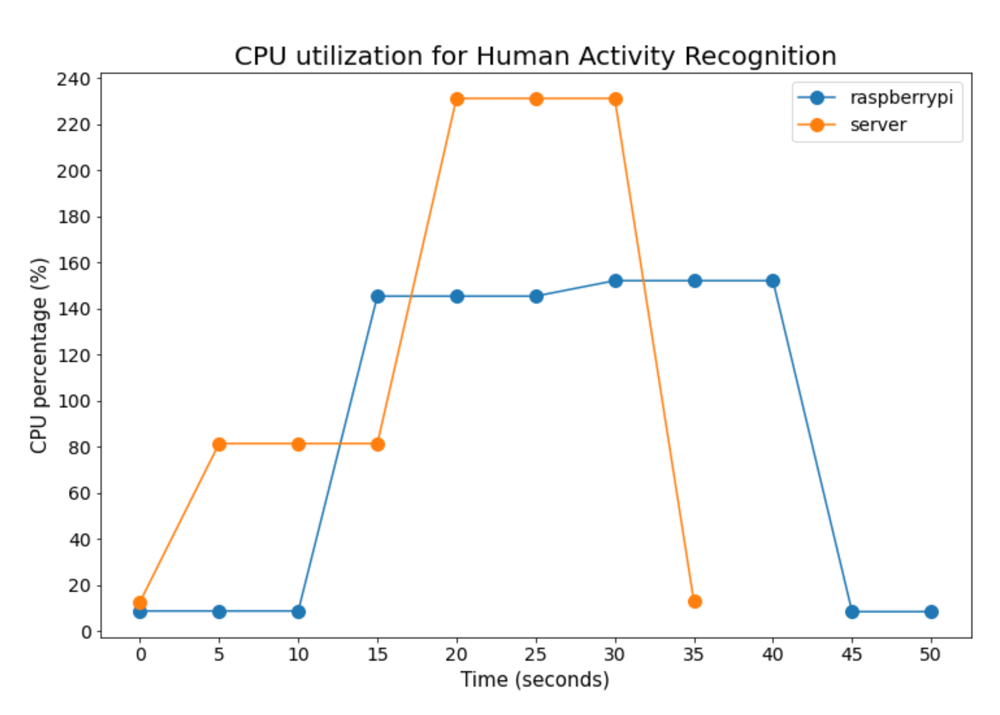 CPU utilization for Human Activity Recognition
raspberrypi
server
CPU percentage (%)
240
220
200
180
160
140
120
100
80
60
40
20
0
0 5 10 15 20 25 30 35 40 45 50
Time (seconds)